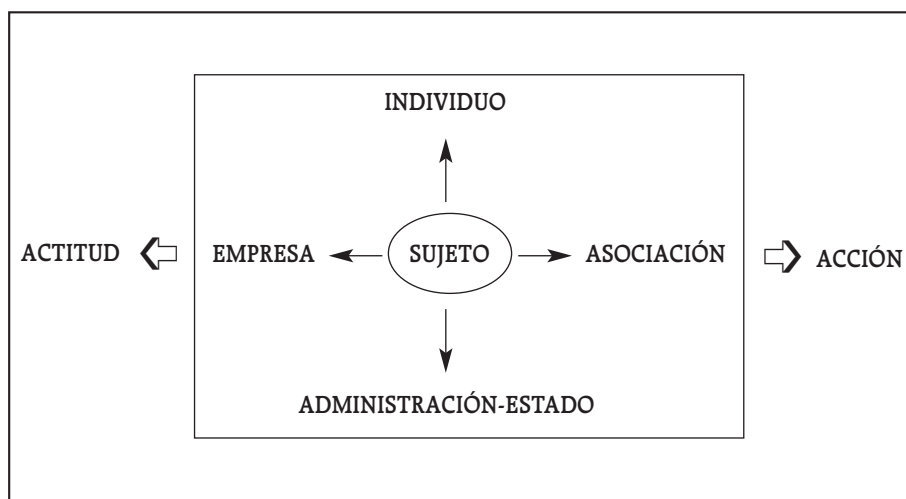 INDIVIDUO
ACTITUD
EMPRESA
SUJETO
ASOCIACIÓN
ACCIÓN
ADMINISTRACIÓN-ESTADO